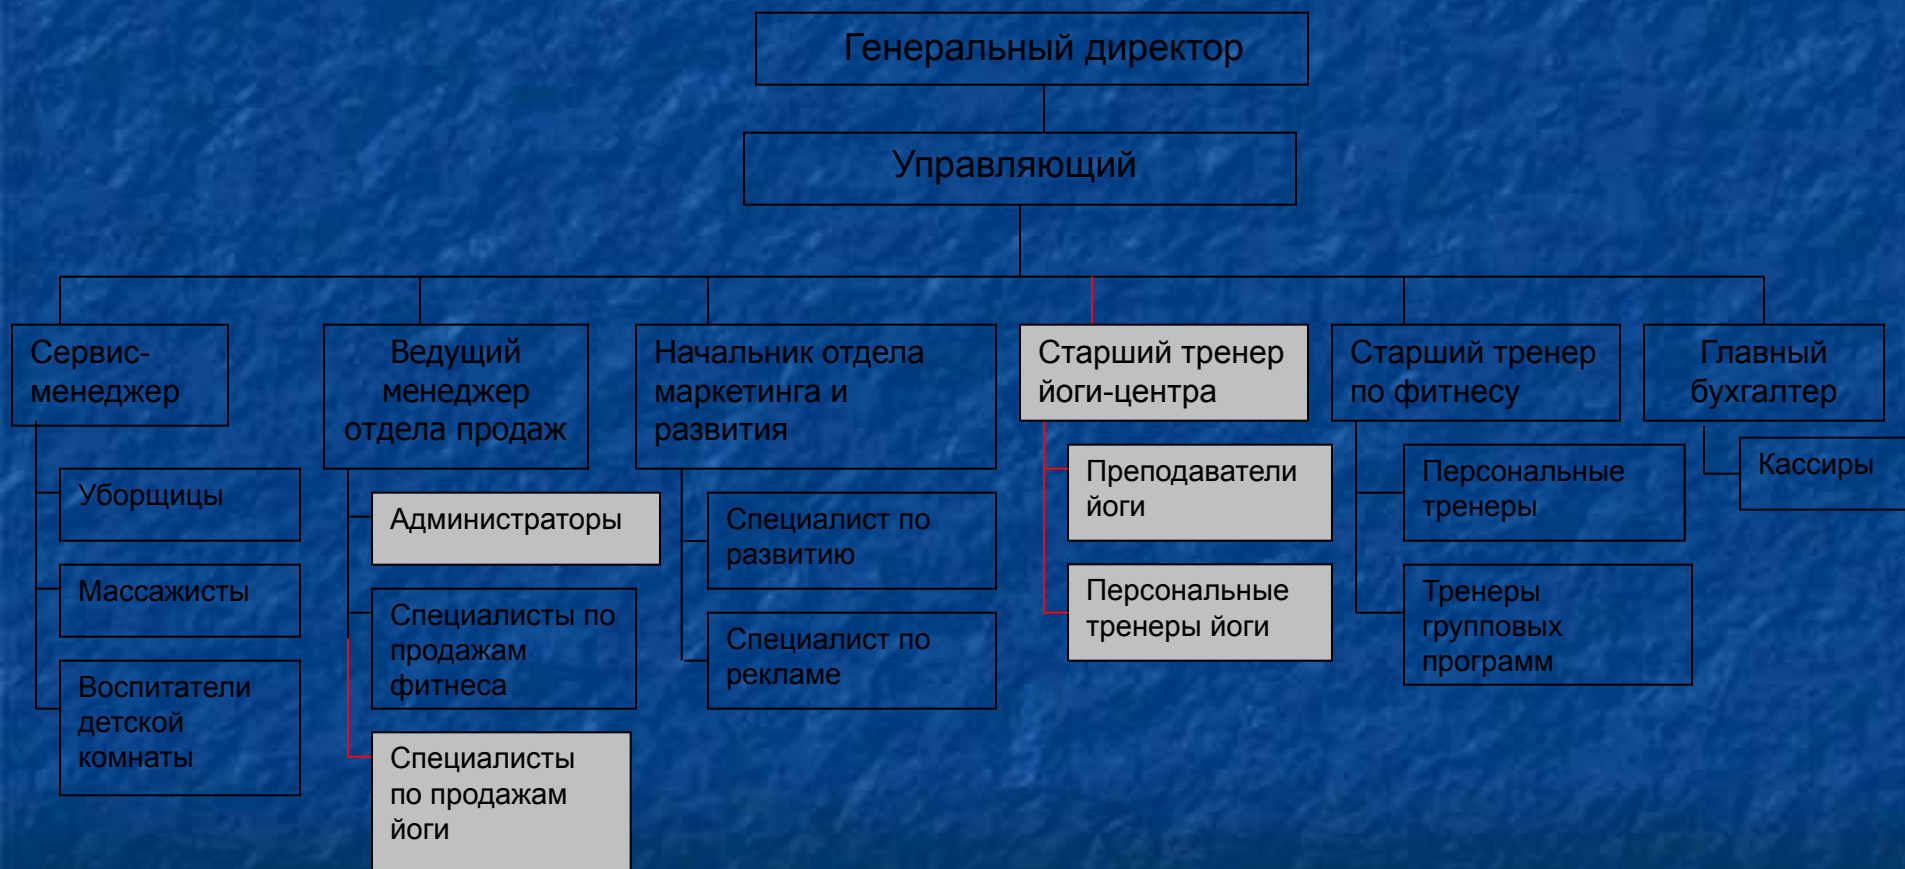 Генеральный директор
Управляющий
Сервис-
менеджер
Уборщицы
Массажисты
Воспитатели
детской
комнаты
Ведущий
менеджер
отдела продаж
Администраторы
Специалисты по
продажам
фитнеса
Специалисты
по продажам
йоги
Начальник отдела
маркетинга и
развития
Специалист по
развитию
Специалист по
рекламе
Старший тренер
йоги-центра
Преподаватели
йоги
Персональные
тренеры йоги
Старший тренер
по фитнесу
Персональные
тренеры
Тренеры
групповых
программ
Главный
бухгалтер
Кассиры